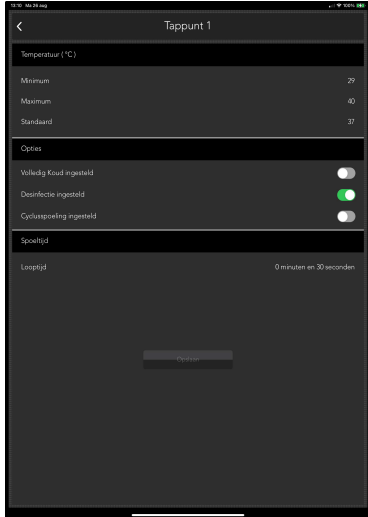 13:10 Ma 26 aug 100%
Tappunt 1
Temperatuur ( °C )
Minimum 29
Maximum 40
Standaard 37
Opties
Volledig Koud ingesteld
Desinfectie ingesteld
Cyclusspoeling ingesteld
Spoeltijd
Looptijd 0 minuten en 30 seconden
Opslaan